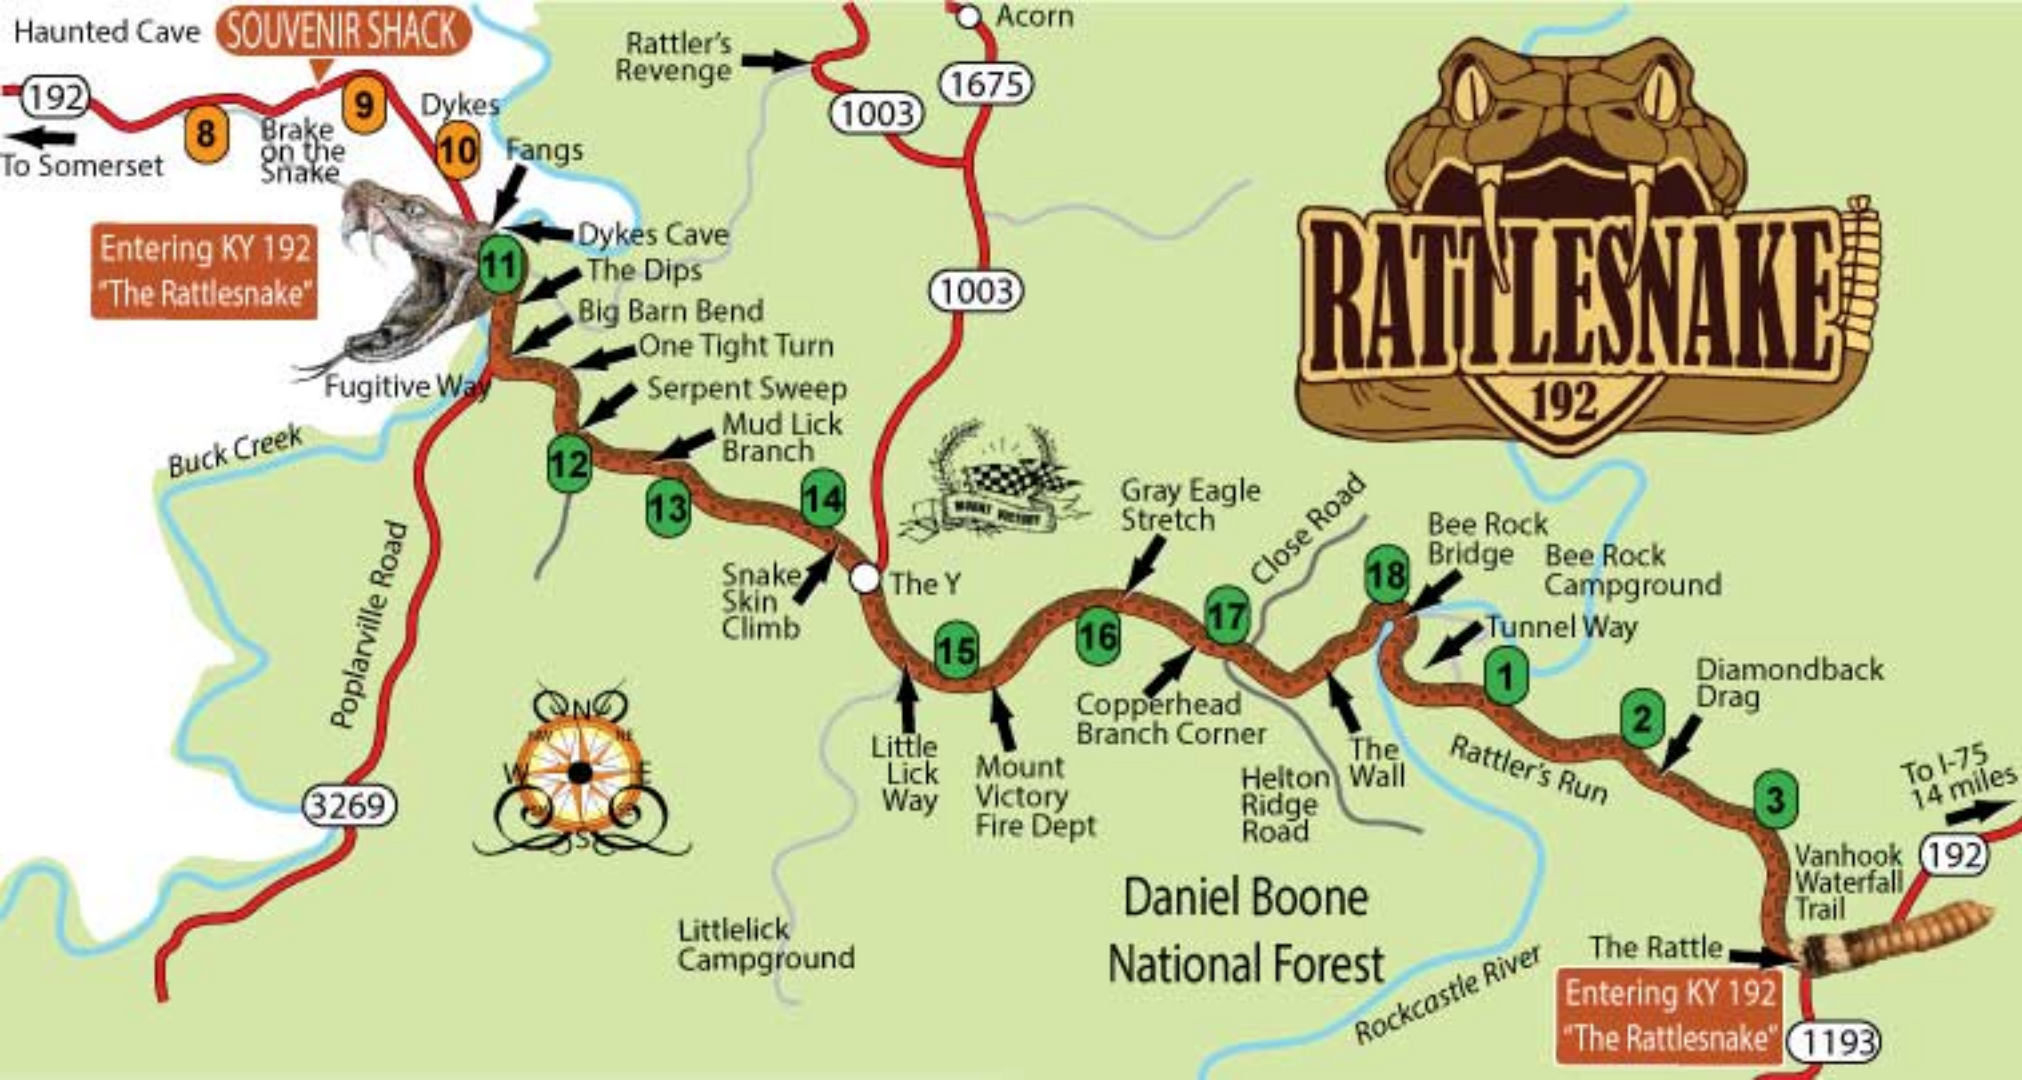 Haunted Cave
SOUVENIR SHACK
192
To Somerset
8
Brake
on the
Snake
9
Dykes
10
Fangs
Entering KY 192
"The Rattlesnake"
Dykes Cave
11
The Dips
Big Barn Bend
One Tight Turn
Fugitive Way
Serpent Sweep
Mud Lick
Branch
Buck Creek
12
13
14
Rattler's
Revenge
Acorn
1675
1003
1003
RATTLESNAKE
192
MOUNT VICTORY
Snake
Skin
Climb
The Y
Poplarville Road
3269
N
NE
E
S
W
NW
15
16
Gray Eagle
Stretch
17
Close Road
18
Bee Rock
Bridge
Bee Rock
Campground
Tunnel Way
Little
Lick
Way
Mount
Victory
Fire Dept
Copperhead
Branch Corner
Helton
Ridge
Road
The
Wall
1
2
Diamondback
Drag
Rattler's Run
3
To I-75
14 miles
192
Vanhook
Waterfall
Trail
Littlelick
Campground
Daniel Boone
National Forest
Rockcastle River
The Rattle
Entering KY 192
"The Rattlesnake"
1193